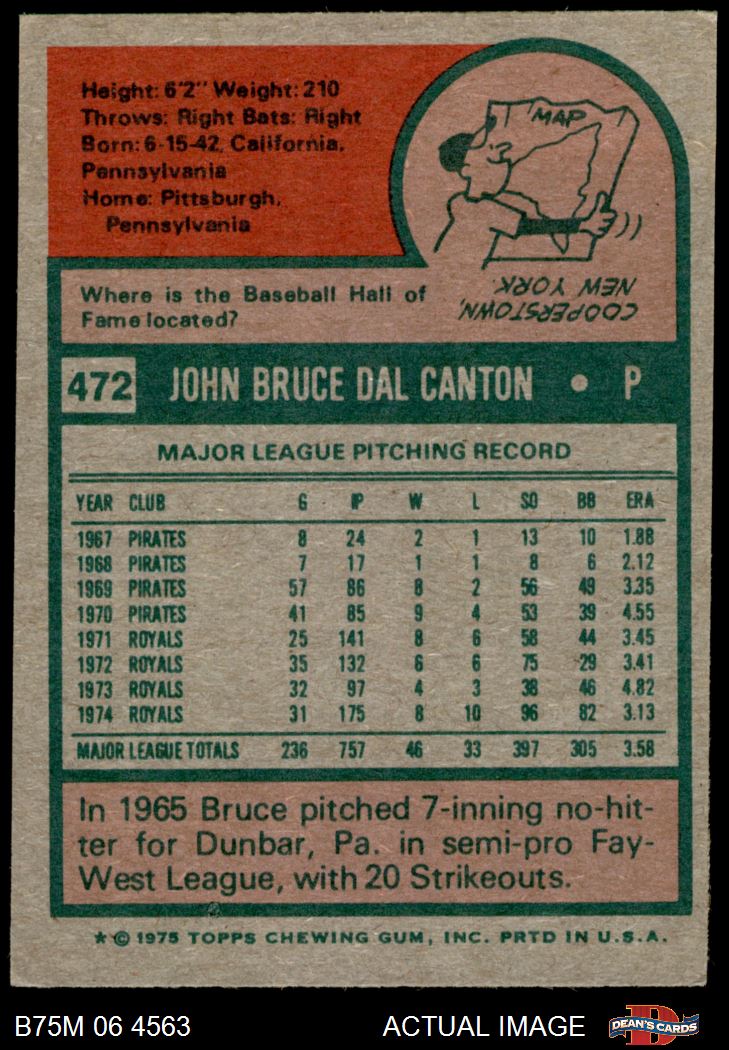 Height: 6'2" Weight: 210
Throws: Right Bats: Right
Born: 6-15-42, California,
Pennsylvania
Home: Pittsburgh,
Pennsylvania
MAP
Where is the Baseball Hall of
Fame located?
COOPERSTOWN,
NEW YORK.
472 JOHN BRUCE DAL CANTON • P
MAJOR LEAGUE PITCHING RECORD
YEAR CLUB G IP W L SO BB ERA
1967 PIRATES 8 24 2 1 13 10 1.88
1968 PIRATES 7 17 1 1 8 6 2.12
1969 PIRATES 57 86 8 2 56 49 3.35
1970 PIRATES 41 85 9 4 53 39 4.55
1971 ROYALS 25 141 8 6 58 44 3.45
1972 ROYALS 35 132 6 6 75 29 3.41
1973 ROYALS 32 97 4 3 38 46 4.82
1974 ROYALS 31 175 8 10 96 82 3.13
MAJOR LEAGUE TOTALS 236 757 46 33 397 305 3.58
In 1965 Bruce pitched 7-inning no-hit-
ter for Dunbar, Pa. in semi-pro Fay-
West League, with 20 Strikeouts.
* © 1975 TOPPS CHEWING GUM, INC. PRTD IN U.S.A.
B75M 06 4563 ACTUAL IMAGE D DEAN'S CARDS